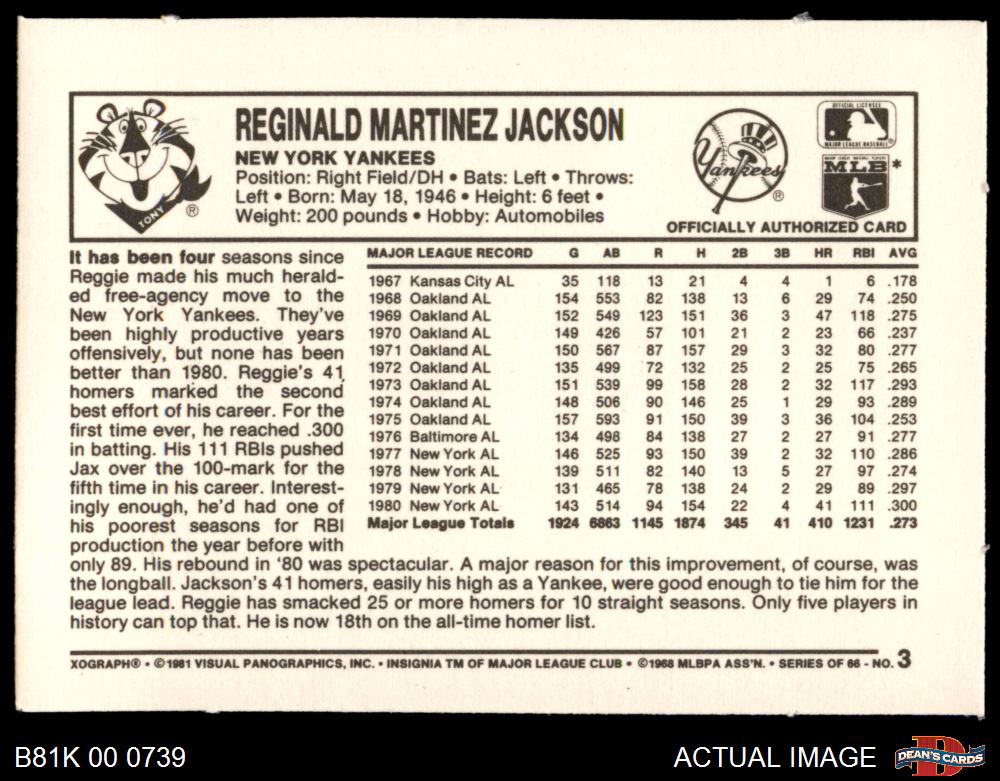 REGINALD MARTINEZ JACKSON
NEW YORK YANKEES
Position: Right Field/DH • Bats: Left • Throws:
Left • Born: May 18, 1946 • Height: 6 feet •
Weight: 200 pounds • Hobby: Automobiles
TONY
®
Yankees
®
OFFICIAL LICENSEE
MAJOR LEAGUE BASEBALL
MAJOR LEAGUE BASEBALL PLAYERS
MLB *
OFFICIALLY AUTHORIZED CARD
It has been four seasons since
Reggie made his much herald-
ed free-agency move to the
New York Yankees. They've
been highly productive years
offensively, but none has been
better than 1980. Reggie's 41
homers marked the second
best effort of his career. For the
first time ever, he reached .300
in batting. His 111 RBIs pushed
Jax over the 100-mark for the
fifth time in his career. Interest-
ingly enough, he'd had one of
his poorest seasons for RBI
production the year before with
only 89. His rebound in '80 was spectacular. A major reason for this improvement, of course, was
the longball. Jackson's 41 homers, easily his high as a Yankee, were good enough to tie him for the
league lead. Reggie has smacked 25 or more homers for 10 straight seasons. Only five players in
history can top that. He is now 18th on the all-time homer list.
MAJOR LEAGUE RECORD G AB R H 2B 3B HR RBI AVG
1967 Kansas City AL 35 118 13 21 4 4 1 6 .178
1968 Oakland AL 154 553 82 138 13 6 29 74 .250
1969 Oakland AL 152 549 123 151 36 3 47 118 .275
1970 Oakland AL 149 426 57 101 21 2 23 66 .237
1971 Oakland AL 150 567 87 157 29 3 32 80 .277
1972 Oakland AL 135 499 72 132 25 2 25 75 .265
1973 Oakland AL 151 539 99 158 28 2 32 117 .293
1974 Oakland AL 148 506 90 146 25 1 29 93 .289
1975 Oakland AL 157 593 91 150 39 3 36 104 .253
1976 Baltimore AL 134 498 84 138 27 2 27 91 .277
1977 New York AL 146 525 93 150 39 2 32 110 .286
1978 New York AL 139 511 82 140 13 5 27 97 .274
1979 New York AL 131 465 78 138 24 2 29 89 .297
1980 New York AL 143 514 94 154 22 4 41 111 .300
Major League Totals 1924 6863 1145 1874 345 41 410 1231 .273
XOGRAPH® • ©1981 VISUAL PANOGRAPHICS, INC. • INSIGNIA TM OF MAJOR LEAGUE CLUB • ©1968 MLBPA ASS'N. • SERIES OF 66 - NO. 3
B81K 00 0739
ACTUAL IMAGE
DEAN'S CARDS